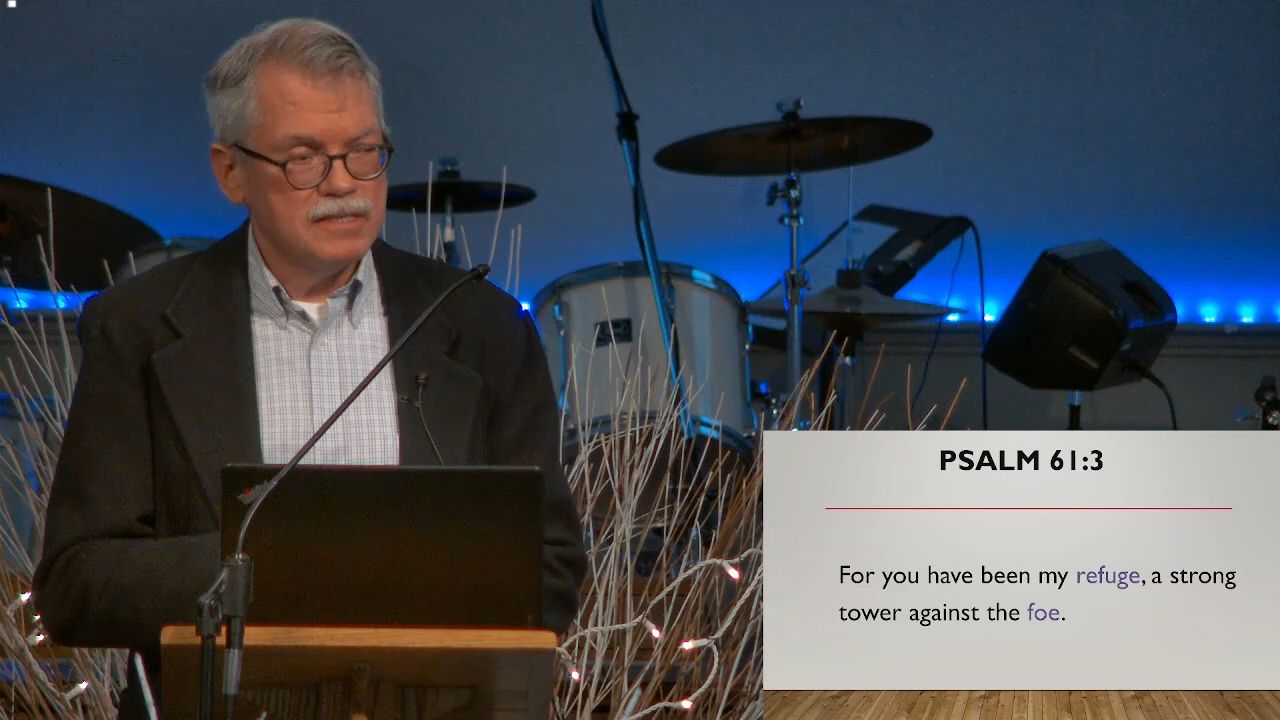 PSALM 61:3
For you have been my refuge, a strong
tower against the foe.